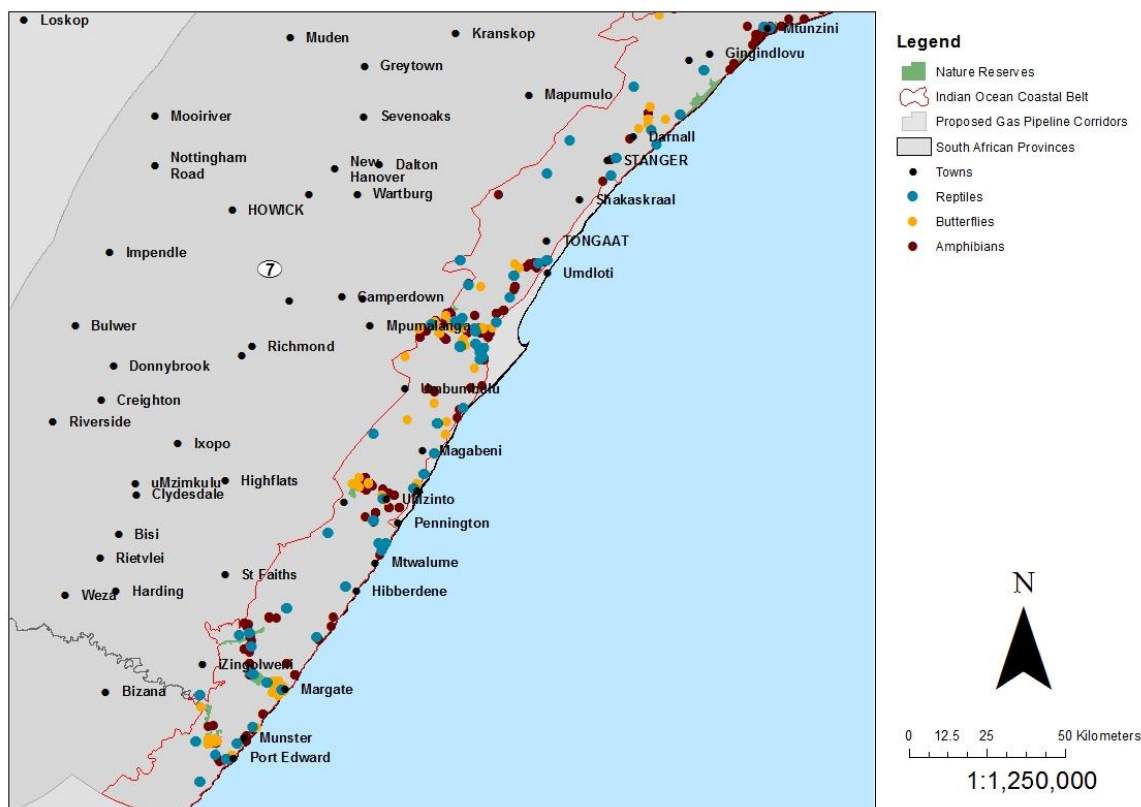 Loskop
Muden
Kranskop
Mtunzini
Gingindlovu
Greytown
Mapumulo
Mooiriver
Sevenoaks
Darnall
Nottingham
Road
New
Hanover
Dalton
STANGER
Wartburg
Shakaskraal
HOWICK
TONGAAT
Impendle
7
Umdloti
Camperdown
Bulwer
Mpumalanga
Richmond
Donnybrook
Umbumbulu
Creighton
Riverside
Ixopo
Magabeni
uMzimkulu
Highflats
Clydesdale
UMzinto
Pennington
Bisi
Rietvlei
Mtwalume
St Faiths
Weza
Harding
Hibberdene
iZingolweni
Bizana
Margate
Munster
Port Edward
Legend
Nature Reserves
Indian Ocean Coastal Belt
Proposed Gas Pipeline Corridors
South African Provinces
Towns
Reptiles
Butterflies
Amphibians
N
0 12.5 25 50 Kilometers
1:1,250,000